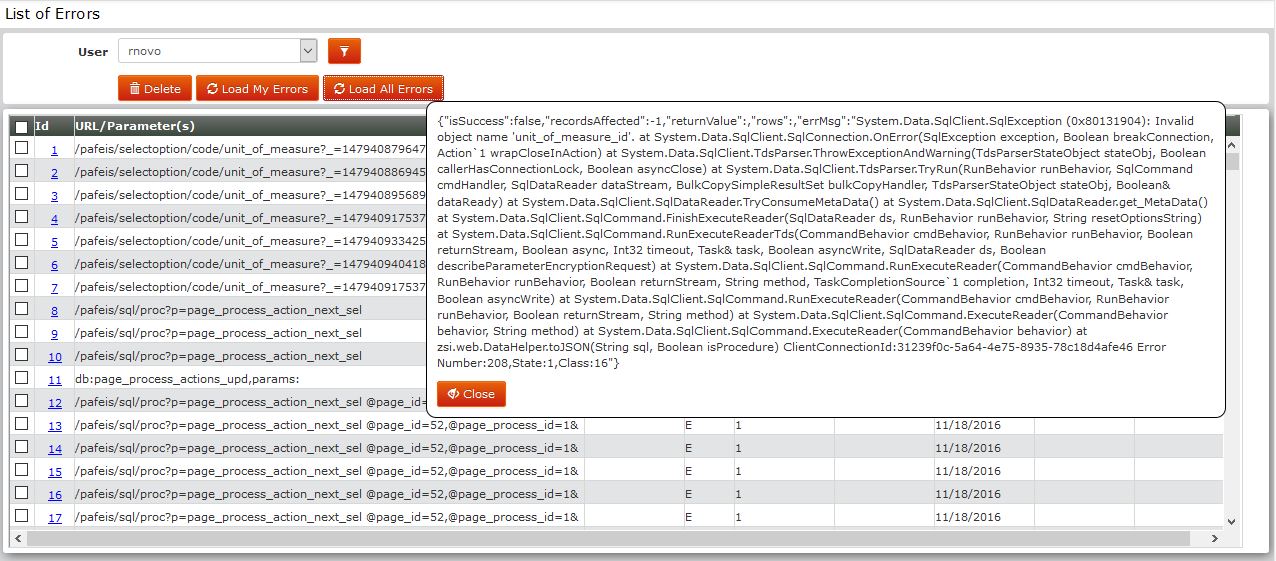 List of Errors
User rnovo
Delete Load My Errors Load All Errors
Id URL/Parameter(s)
1 /pafeis/selectoption/code/unit_of_measure?_=147940879647
2 /pafeis/selectoption/code/unit_of_measure?_=147940886945
3 /pafeis/selectoption/code/unit_of_measure?_=147940895689
4 /pafeis/selectoption/code/unit_of_measure?_=147940917537
5 /pafeis/selectoption/code/unit_of_measure?_=147940933425
6 /pafeis/selectoption/code/unit_of_measure?_=147940940418
7 /pafeis/selectoption/code/unit_of_measure?_=147940917537
8 /pafeis/sql/proc?p=page_process_action_next_sel
9 /pafeis/sql/proc?p=page_process_action_next_sel
10 /pafeis/sql/proc?p=page_process_action_next_sel
11 db:page_process_actions_upd,params:
12 /pafeis/sql/proc?p=page_process_action_next_sel @page_id=
13 /pafeis/sql/proc?p=page_process_action_next_sel @page_id=52,@page_process_id=1& E 1 11/18/2016
14 /pafeis/sql/proc?p=page_process_action_next_sel @page_id=52,@page_process_id=1& E 1 11/18/2016
15 /pafeis/sql/proc?p=page_process_action_next_sel @page_id=52,@page_process_id=1& E 1 11/18/2016
16 /pafeis/sql/proc?p=page_process_action_next_sel @page_id=52,@page_process_id=1& E 1 11/18/2016
17 /pafeis/sql/proc?p=page_process_action_next_sel @page_id=52,@page_process_id=1& E 1 11/18/2016
{"isSuccess":false,"recordsAffected":-1,"returnValue":,"rows":,"errMsg":"System.Data.SqlClient.SqlException (0x80131904): Invalid
object name 'unit_of_measure_id'. at System.Data.SqlClient.SqlConnection.OnError(SqlException exception, Boolean breakConnection,
Action`1 wrapCloseInAction) at System.Data.SqlClient.TdsParser.ThrowExceptionAndWarning(TdsParserStateObject stateObj, Boolean
callerHasConnectionLock, Boolean asyncClose) at System.Data.SqlClient.TdsParser.TryRun(RunBehavior runBehavior, SqlCommand
cmdHandler, SqlDataReader dataStream, BulkCopySimpleResultSet bulkCopyHandler, TdsParserStateObject stateObj, Boolean&
dataReady) at System.Data.SqlClient.SqlDataReader.TryConsumeMetaData() at System.Data.SqlClient.SqlDataReader.get_MetaData()
at System.Data.SqlClient.SqlCommand.FinishExecuteReader(SqlDataReader ds, RunBehavior runBehavior, String resetOptionsString)
at System.Data.SqlClient.SqlCommand.RunExecuteReaderTds(CommandBehavior cmdBehavior, RunBehavior runBehavior, Boolean
returnStream, Boolean async, Int32 timeout, Task& task, Boolean asyncWrite, SqlDataReader ds, Boolean
describeParameterEncryptionRequest) at System.Data.SqlClient.SqlCommand.RunExecuteReader(CommandBehavior cmdBehavior,
RunBehavior runBehavior, Boolean returnStream, String method, TaskCompletionSource`1 completion, Int32 timeout, Task& task,
Boolean asyncWrite) at System.Data.SqlClient.SqlCommand.RunExecuteReader(CommandBehavior cmdBehavior, RunBehavior
runBehavior, Boolean returnStream, String method) at System.Data.SqlClient.SqlCommand.ExecuteReader(CommandBehavior
behavior, String method) at System.Data.SqlClient.SqlCommand.ExecuteReader(CommandBehavior behavior) at
zsi.web.DataHelper.toJSON(String sql, Boolean isProcedure) ClientConnectionId:31239f0c-5a64-4e75-8935-78c18d4afe46 Error
Number:208,State:1,Class:16"}
Close